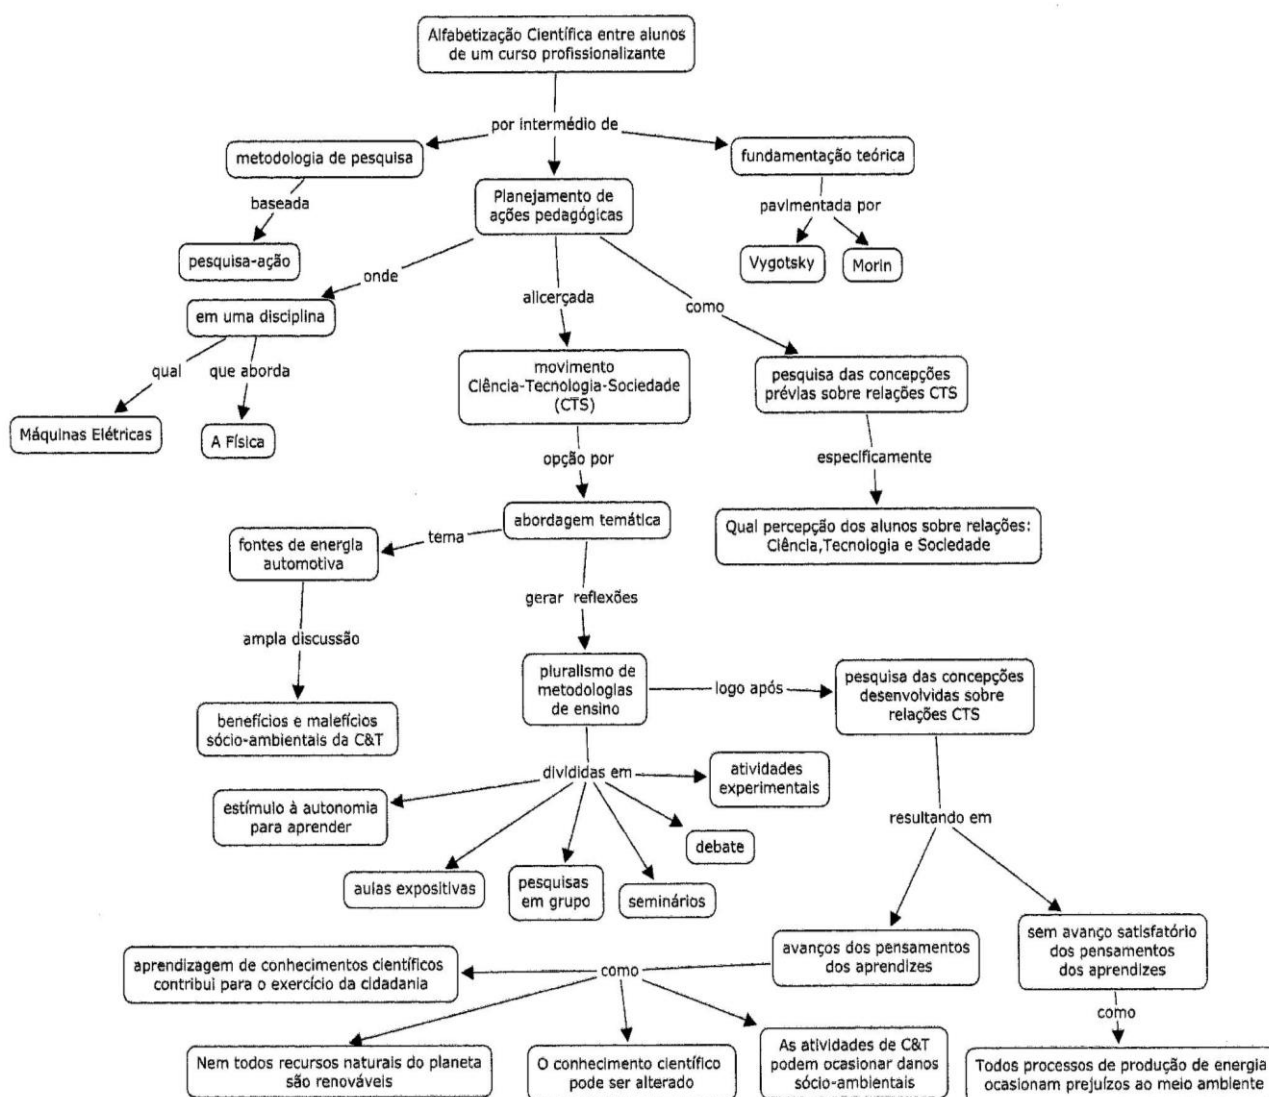 Alfabetização Científica entre alunos
de um curso profissionalizante
por intermédio de
metodologia de pesquisa
fundamentação teórica
baseada
Planejamento de
ações pedagógicas
pavimentada por
pesquisa-ação
Vygotsky
Morin
onde
alicerçada
como
em uma disciplina
qual
que aborda
Máquinas Elétricas
A Física
movimento
Ciência-Tecnologia-Sociedade
(CTS)
pesquisa das concepções
prévias sobre relações CTS
opção por
especificamente
abordagem temática
Qual percepção dos alunos sobre relações:
Ciência,Tecnologia e Sociedade
tema
fontes de energia
automotiva
gerar reflexões
ampla discussão
benefícios e malefícios
sócio-ambientais da C&T
pluralismo de
metodologias
de ensino
logo após
pesquisa das concepções
desenvolvidas sobre
relações CTS
divididas em
atividades
experimentais
estímulo à autonomia
para aprender
debate
aulas expositivas
pesquisas
em grupo
seminários
resultando em
avanços dos pensamentos
dos aprendizes
sem avanço satisfatório
dos pensamentos
dos aprendizes
como
aprendizagem de conhecimentos científicos
contribui para o exercício da cidadania
Nem todos recursos naturais do planeta
são renováveis
O conhecimento científico
pode ser alterado
As atividades de C&T
podem ocasionar danos
sócio-ambientais
como
Todos processos de produção de energia
ocasionam prejuízos ao meio ambiente